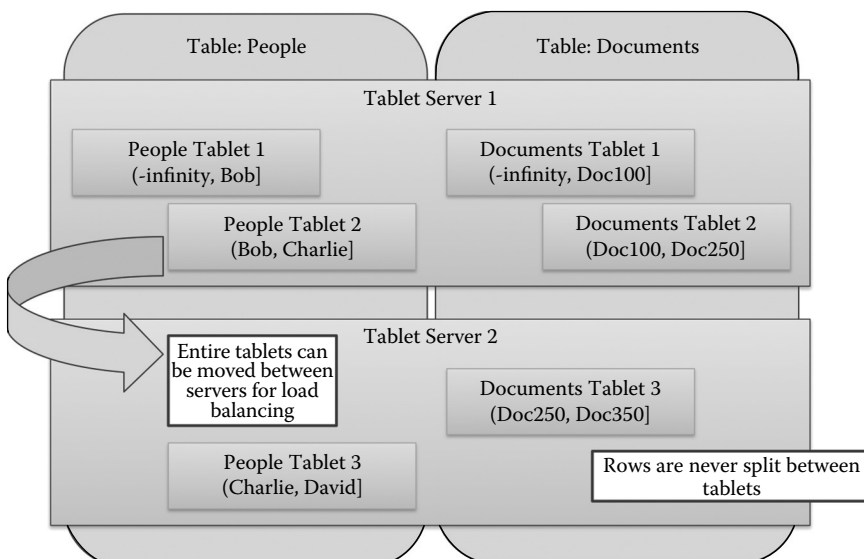 Table: People
Table: Documents
Tablet Server 1
People Tablet 1
(-infinity, Bob]
Documents Tablet 1
(-infinity, Doc100]
People Tablet 2
(Bob, Charlie]
Documents Tablet 2
(Doc100, Doc250]
Tablet Server 2
Entire tablets can
be moved between
servers for load
balancing
Documents Tablet 3
(Doc250, Doc350]
People Tablet 3
(Charlie, David]
Rows are never split between
tablets